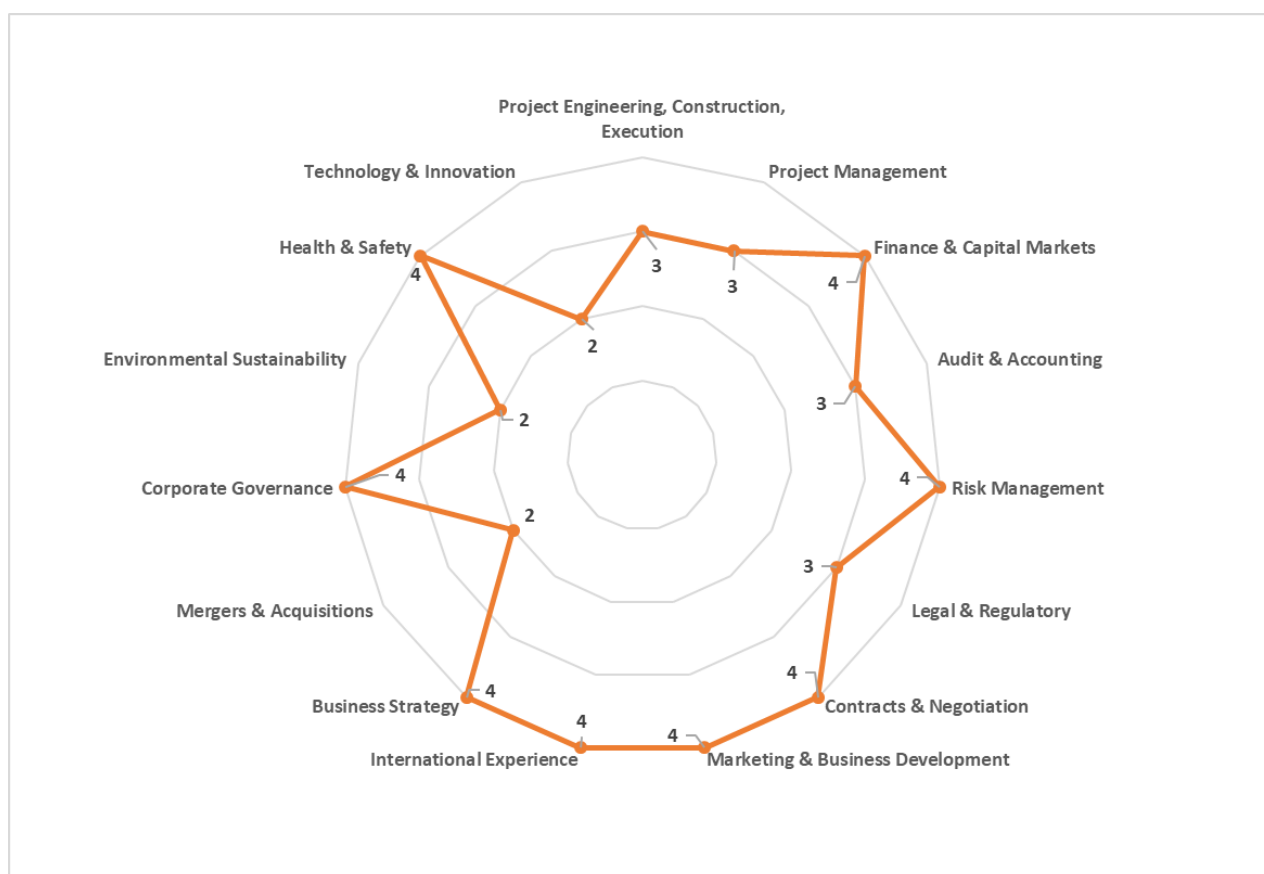 Project Engineering, Construction,
Execution
Technology & Innovation
Project Management
Health & Safety
Finance & Capital Markets
4
3
3
4
2
Environmental Sustainability
Audit & Accounting
2
3
Corporate Governance
4
4
Risk Management
2
3
Mergers & Acquisitions
Legal & Regulatory
4
4
Business Strategy
Contracts & Negotiation
4
4
International Experience
Marketing & Business Development